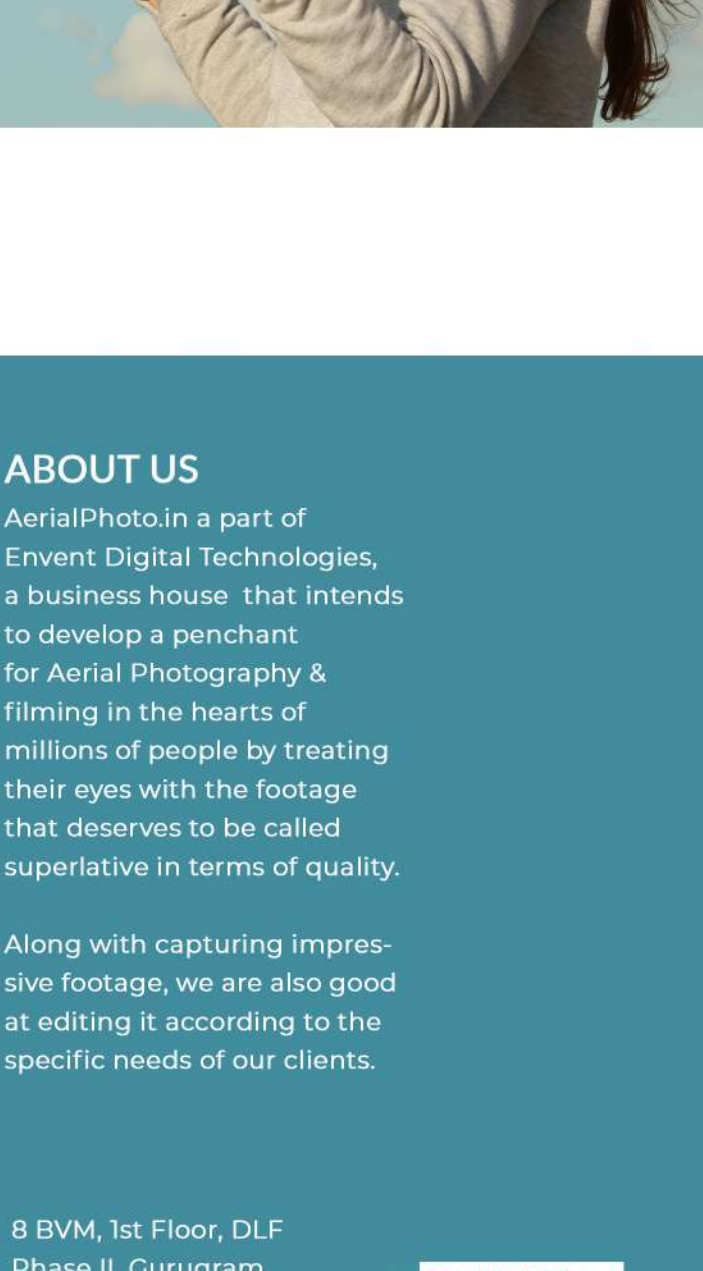 ABOUT US
AerialPhoto.in a part of
Envent Digital Technologies,
a business house  that intends
to develop a penchant
for Aerial Photography &
filming in the hearts of
millions of people by treating
their eyes with the footage
that deserves to be called
superlative in terms of quality.
Along with capturing impres-
sive footage, we are also good
at editing it according to the
specific needs of our clients.
8 BVM, 1st Floor, DLF
Phase II, Gurugram